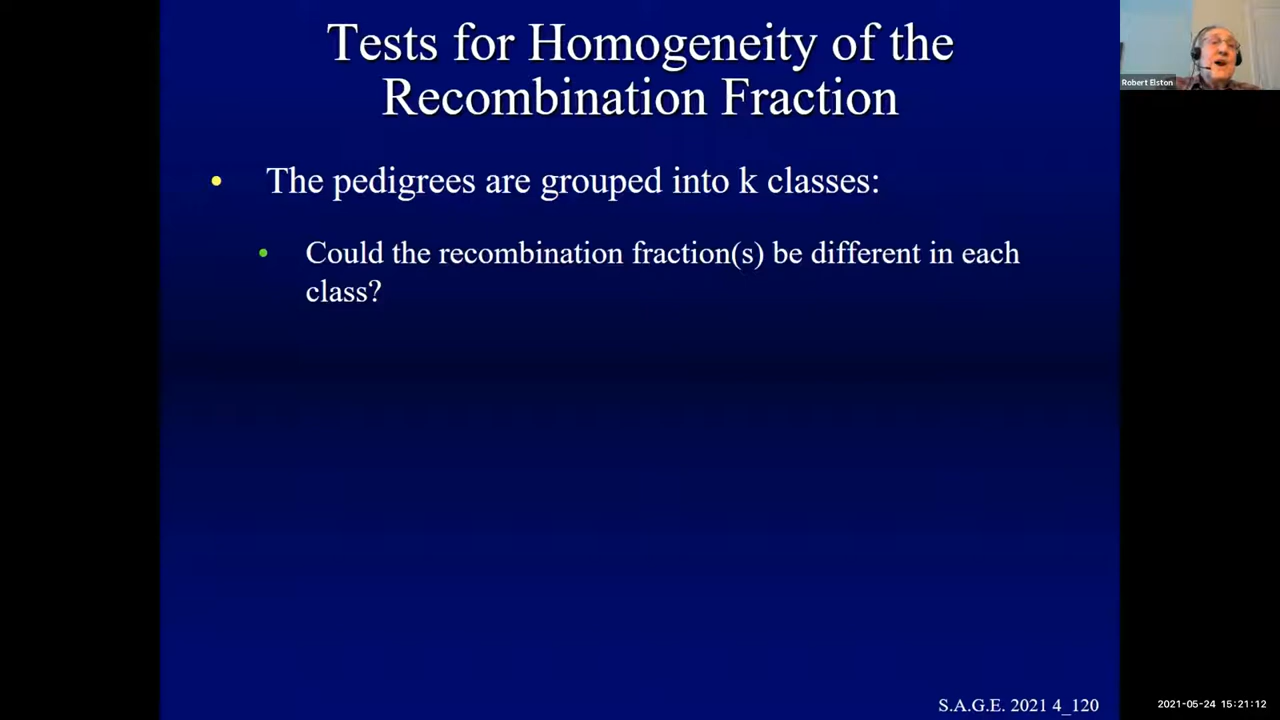 Tests for Homogeneity of the
Recombination Fraction
• The pedigrees are grouped into k classes:
• Could the recombination fraction(s) be different in each
class?
Robert Elston
S.A.G.E. 2021 4_120
2021-05-24 15:21:12